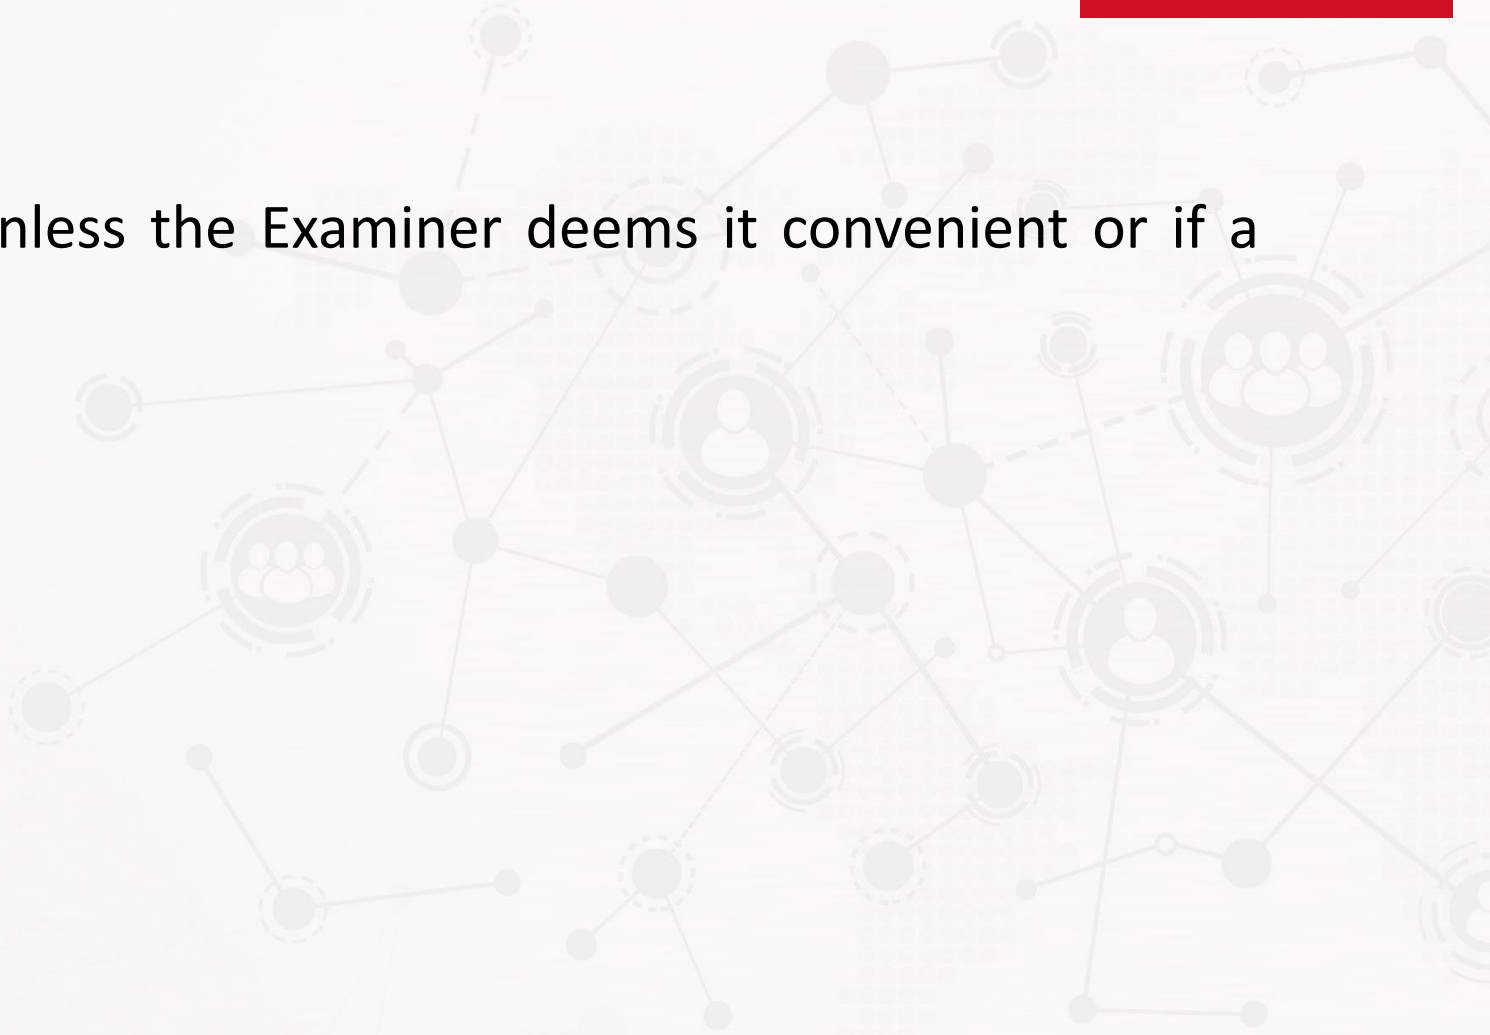 nless the Examiner deems it convenient or if a